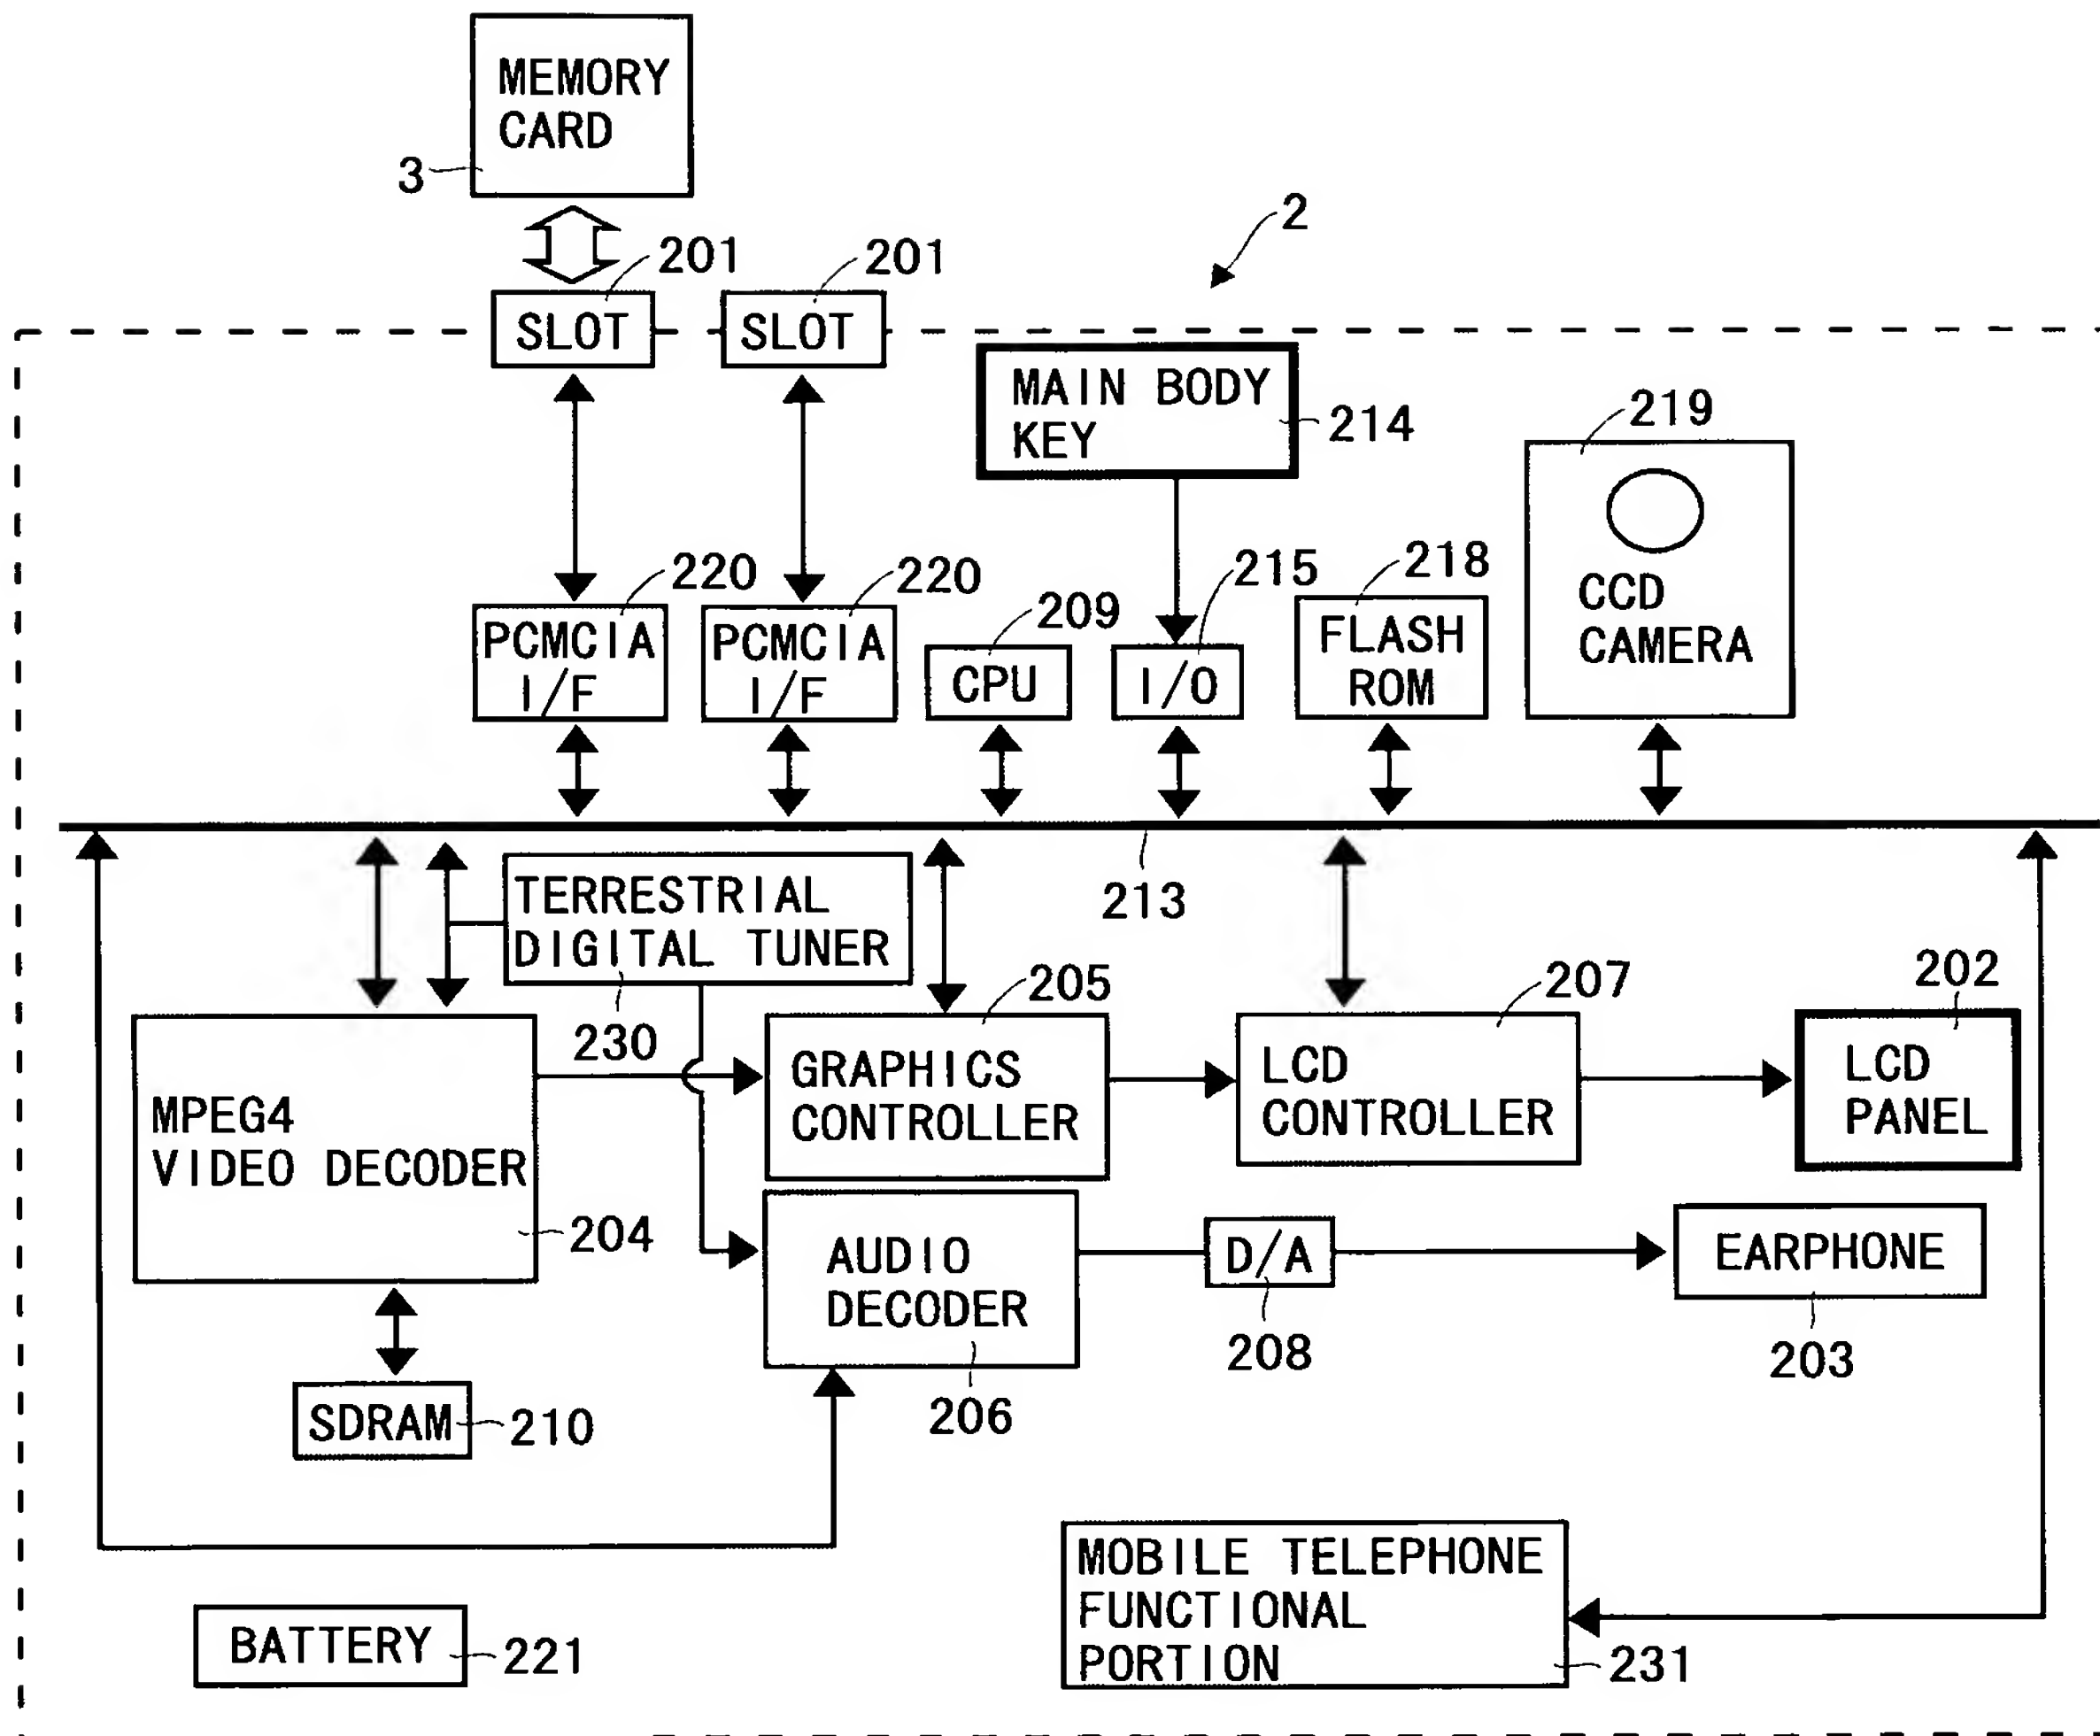 MEMORY
CARD
3
2
201
201
SLOT
SLOT
MAIN BODY
KEY
214
219
220
220
209
215
218
CCD
CAMERA
PCMCIA
I/F
PCMCIA
I/F
CPU
I/O
FLASH
ROM
213
TERRESTRIAL
DIGITAL TUNER
230
205
207
202
MPEG4
VIDEO DECODER
204
GRAPHICS
CONTROLLER
LCD
CONTROLLER
LCD
PANEL
AUDIO
DECODER
206
D/A
208
EARPHONE
203
SDRAM
210
MOBILE TELEPHONE
FUNCTIONAL
PORTION
231
BATTERY
221